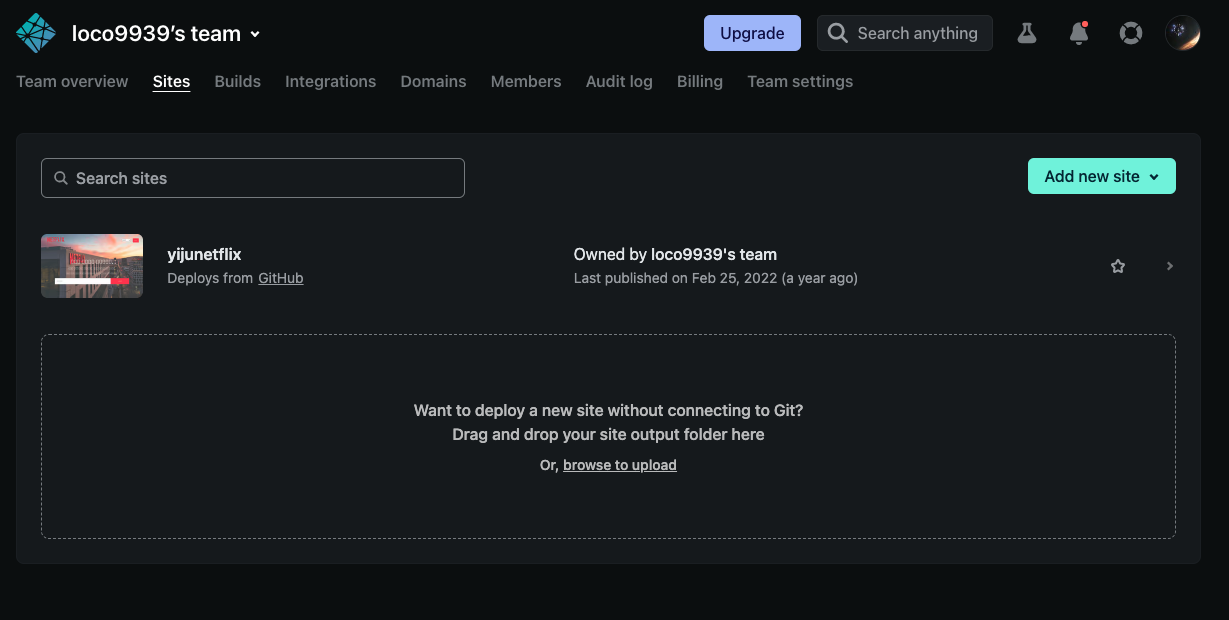 loco9939's team
Upgrade
Search anything
Team overview Sites Builds Integrations Domains Members Audit log Billing Team settings
Search sites
Add new site
yijunetflix
Deploys from GitHub
Owned by loco9939's team
Last published on Feb 25, 2022 (a year ago)
Want to deploy a new site without connecting to Git?
Drag and drop your site output folder here
Or, browse to upload